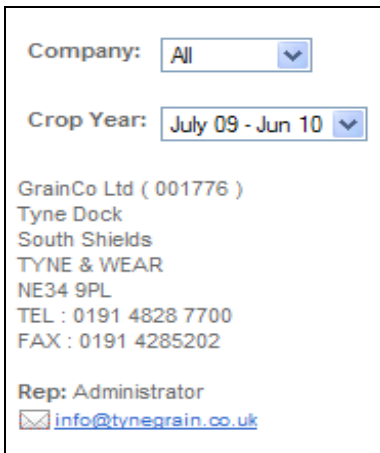 Company: All
Crop Year: July 09 - Jun 10
GrainCo Ltd ( 001776 )
Tyne Dock
South Shields
TYNE & WEAR
NE34 9PL
TEL : 0191 4828 7700
FAX : 0191 4285202
Rep: Administrator
info@tynegrain.co.uk